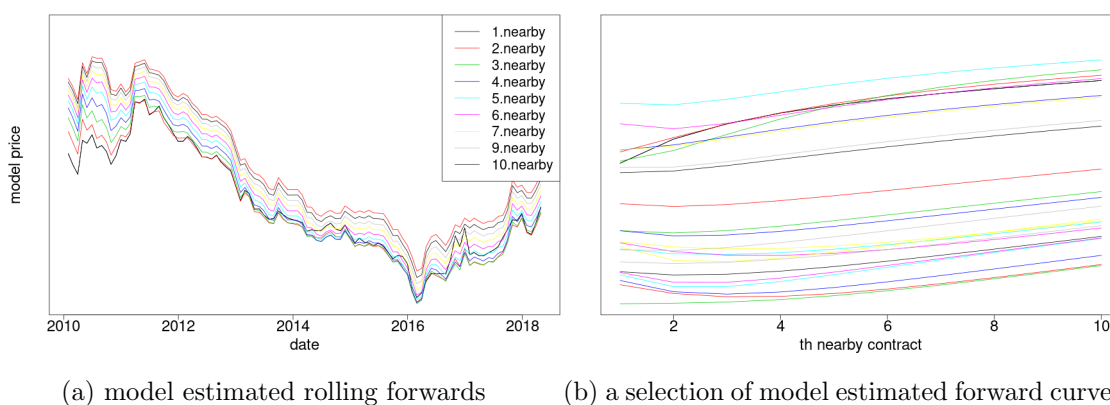 1.nearby
2.nearby
3.nearby
4.nearby
5.nearby
6.nearby
7.nearby
9.nearby
10.nearby
model price
2010 2012 2014 2016 2018
date
2 4 6 8 10
th nearby contract
(a) model estimated rolling forwards
(b) a selection of model estimated forward curve